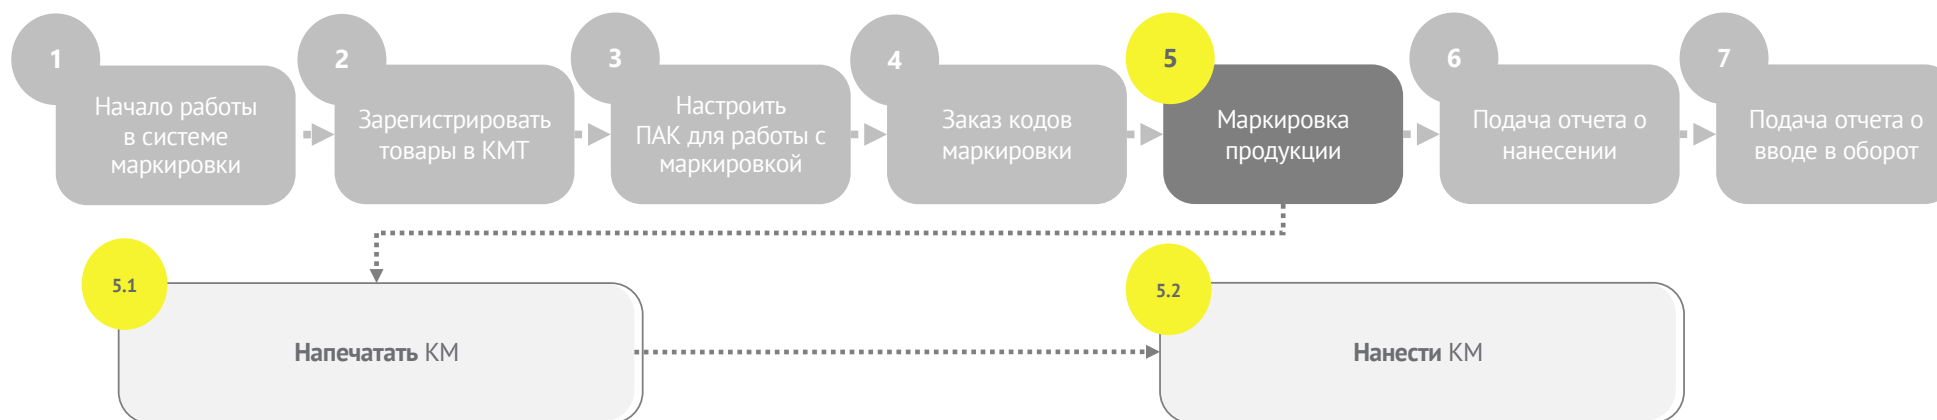 1
Начало работы
в системе
маркировки
2
Зарегистрировать
товары в КМТ
3
Настроить
ПАК для работы с
маркировкой
4
Заказ кодов
маркировки
5
Маркировка
продукции
6
Подача отчета о
нанесении
7
Подача отчета о
вводе в оборот
5.1
Напечатать КМ
5.2
Нанести КМ